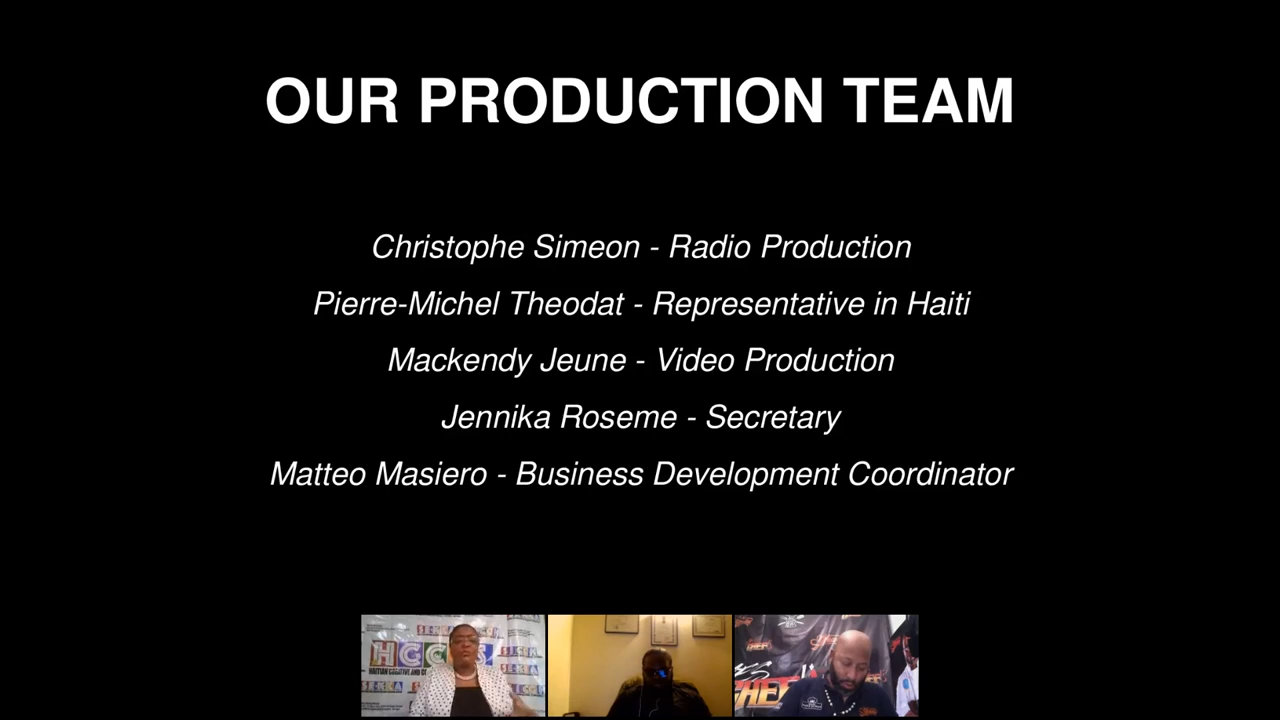 OUR PRODUCTION TEAM
Christophe Simeon - Radio Production
Pierre-Michel Theodat - Representative in Haiti
Mackendy Jeune - Video Production
Jennika Roseme - Secretary
Matteo Masiero - Business Development Coordinator